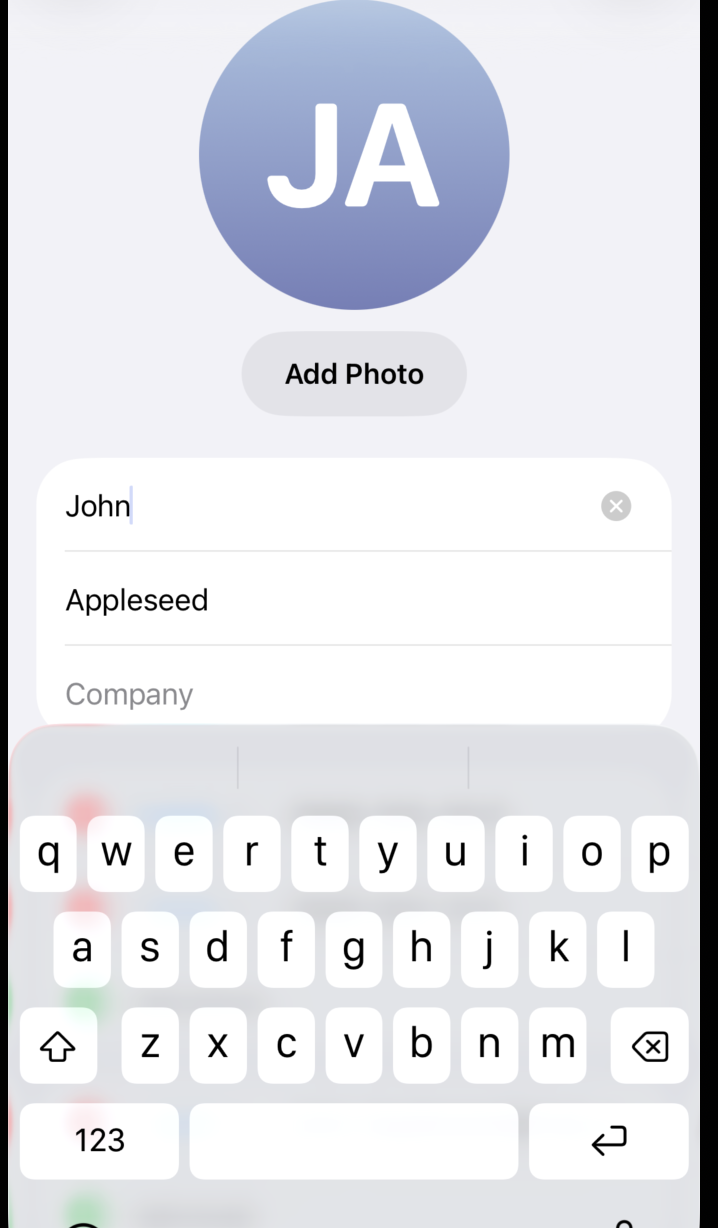 JA
Add Photo
John
Appleseed
Company
q w e r t y u i o p
a s d f g h j k l
z x c v b n m
123